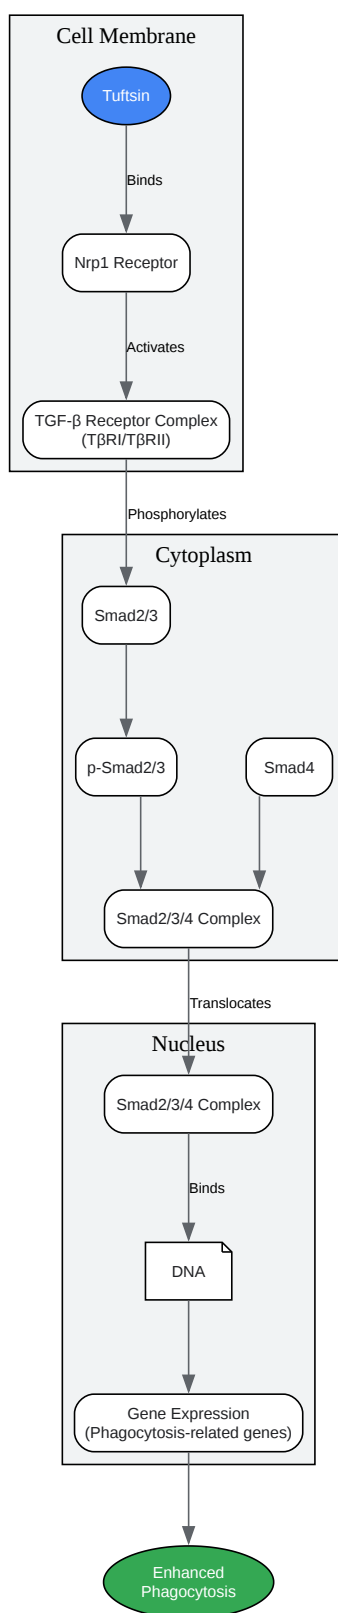 Cell Membrane
Tuftsin
Binds
Nrp1 Receptor
Activates
TGF-β Receptor Complex
(TβRI/TβRII)
Phosphorylates
Cytoplasm
Smad2/3
p-Smad2/3
Smad4
Smad2/3/4 Complex
Translocates
Nucleus
Smad2/3/4 Complex
Binds
DNA
Gene Expression
(Phagocytosis-related genes)
Enhanced
Phagocytosis